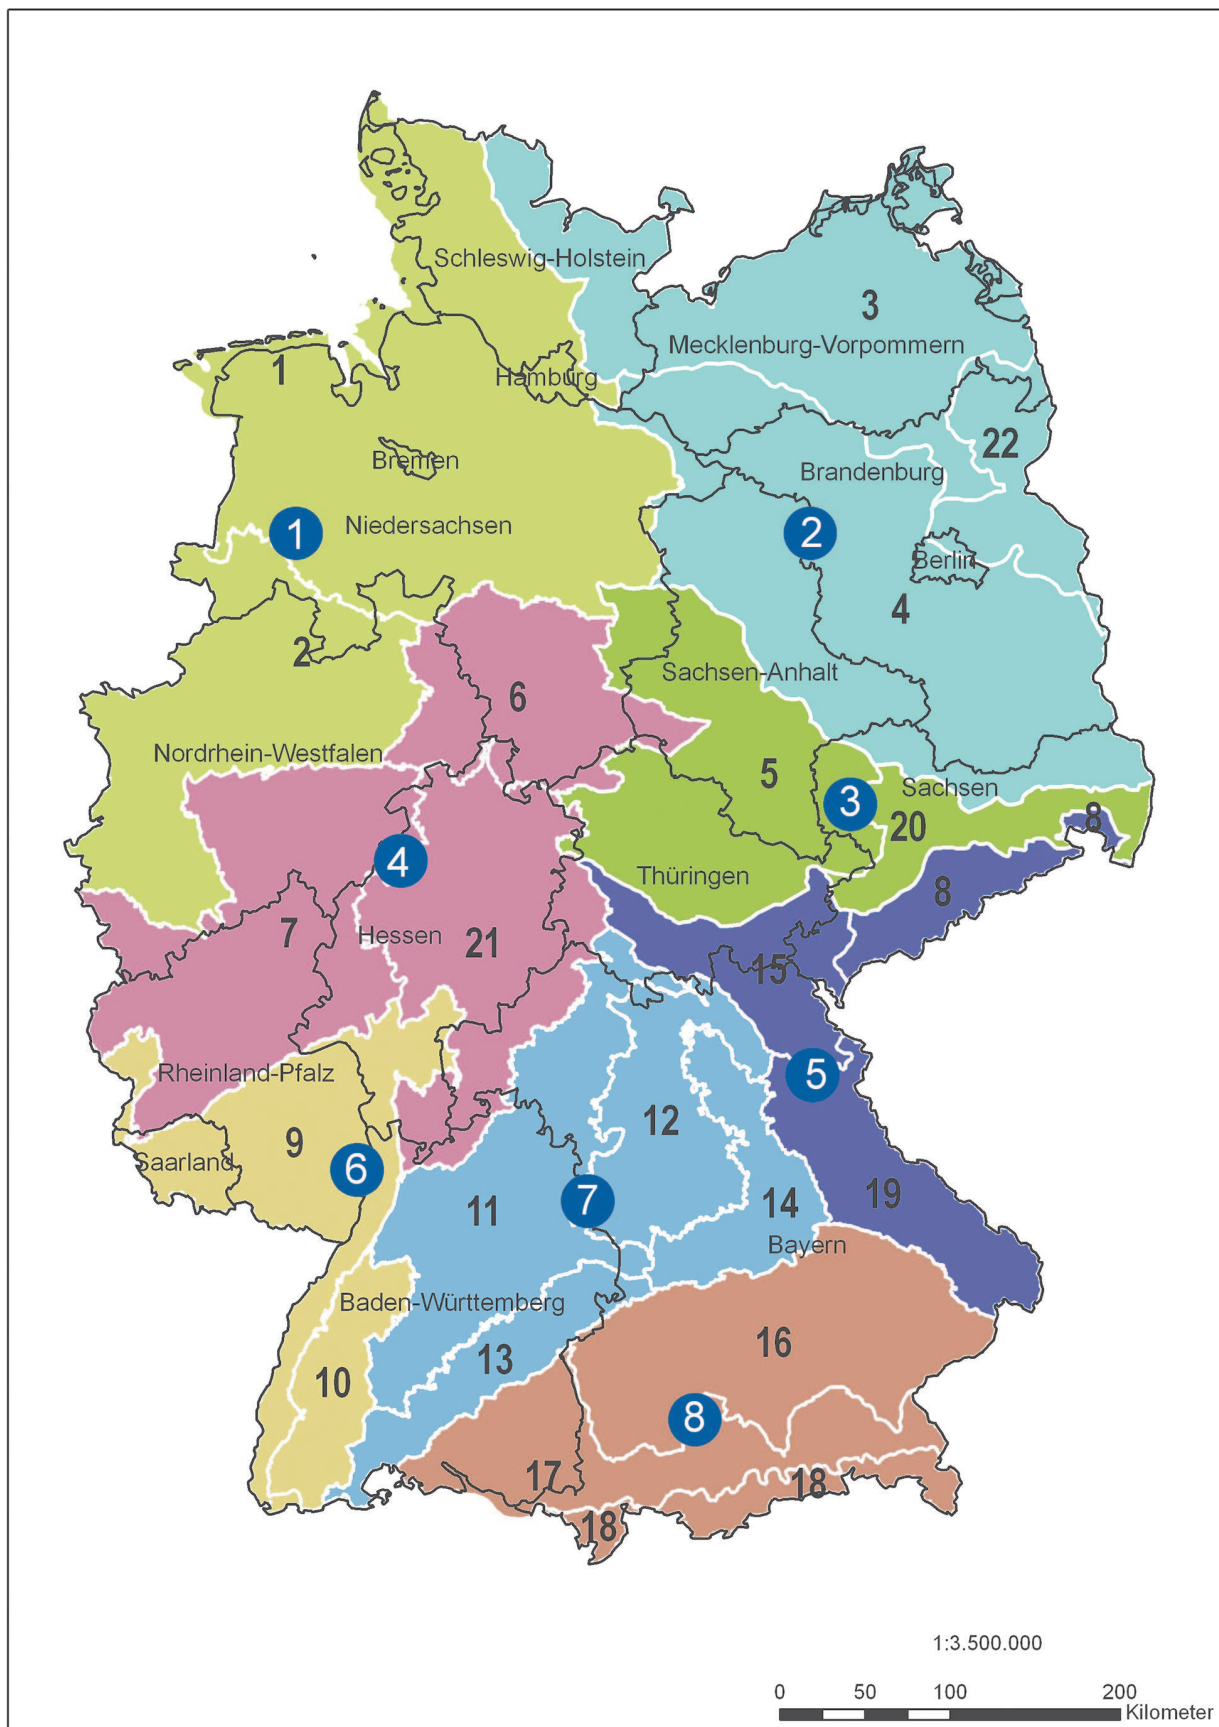 Schleswig-Holstein
3
Mecklenburg-Vorpommern
1
Hamburg
22
Bremen
Brandenburg
1
Niedersachsen
2
Berlin
4
2
Sachsen-Anhalt
6
Nordrhein-Westfalen
5
Sachsen
3
20
8
4
Thüringen
8
7
Hessen
21
15
Rheinland-Pfalz
5
12
9
Saarland
6
11
7
14
19
Bayern
Baden-Württemberg
16
13
10
8
17
18
18
1:3.500.000
0 50 100 200
Kilometer